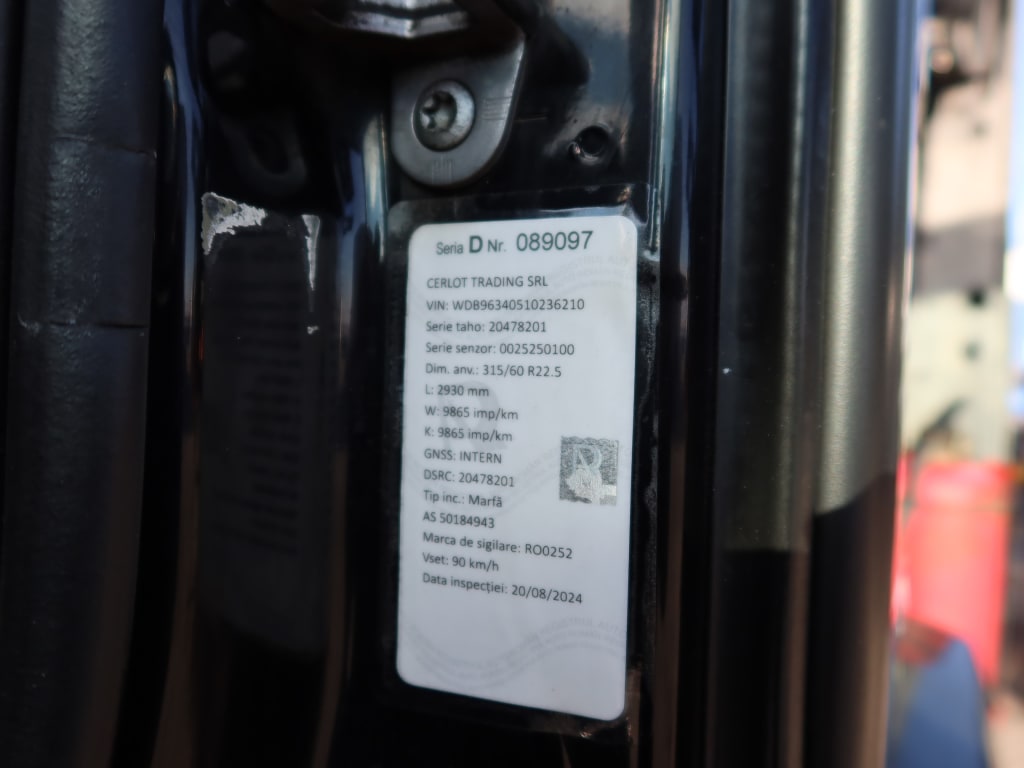 Seria D Nr. 089097
CERLOT TRADING SRL
VIN: WDB96340510236210
Serie taho: 20478201
Serie senzor: 0025250100
Dim. anv.: 315/60 R22.5
L: 2930 mm
W: 9865 imp/km
K: 9865 imp/km
GNSS: INTERN
DSRC: 20478201
Tip inc.: Marfă
AS 50184943
Marca de sigilare: RO0252
Vset: 90 km/h
Data inspecției: 20/08/2024